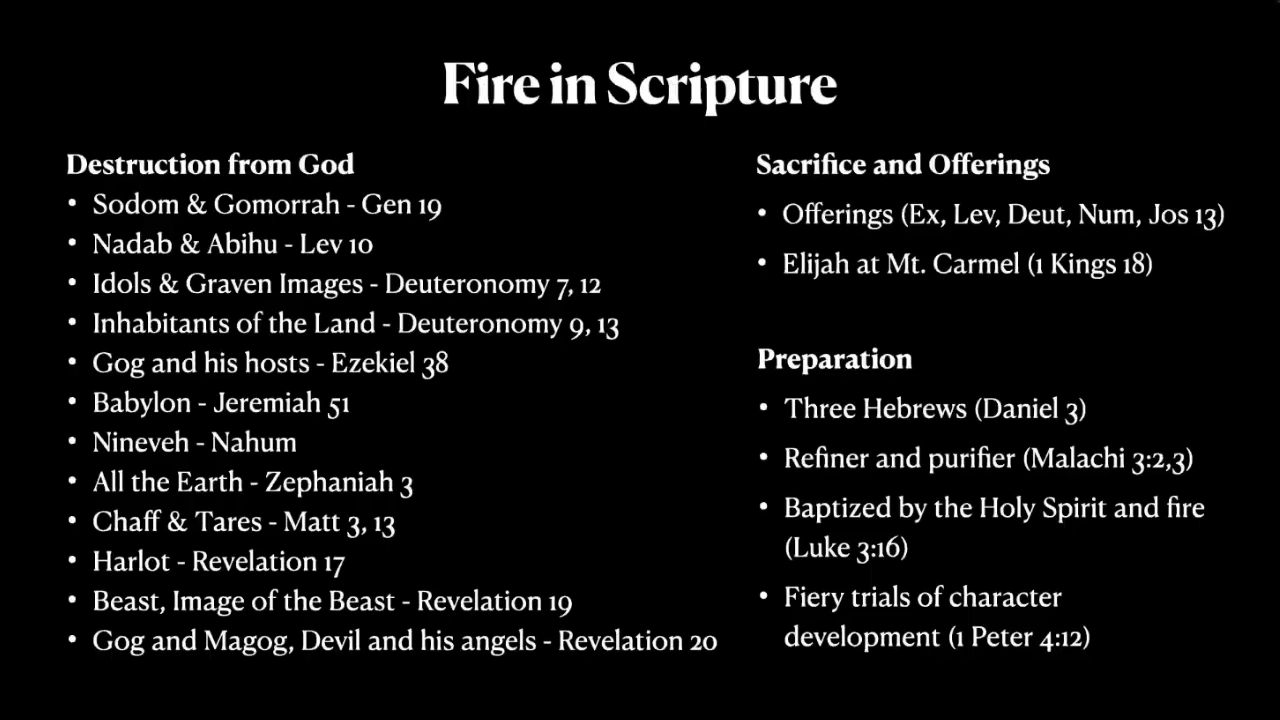 Fire in Scripture
Destruction from God
• Sodom & Gomorrah - Gen 19
• Nadab & Abihu - Lev 10
• Idols & Graven Images - Deuteronomy 7, 12
• Inhabitants of the Land - Deuteronomy 9, 13
• Gog and his hosts - Ezekiel 38
• Babylon - Jeremiah 51
• Nineveh - Nahum
• All the Earth - Zephaniah 3
• Chaff & Tares - Matt 3, 13
• Harlot - Revelation 17
• Beast, Image of the Beast - Revelation 19
• Gog and Magog, Devil and his angels - Revelation 20
Sacrifice and Offerings
• Offerings (Ex, Lev, Deut, Num, Jos 13)
• Elijah at Mt. Carmel (1 Kings 18)
Preparation
• Three Hebrews (Daniel 3)
• Refiner and purifier (Malachi 3:2,3)
• Baptized by the Holy Spirit and fire
(Luke 3:16)
• Fiery trials of character
development (1 Peter 4:12)